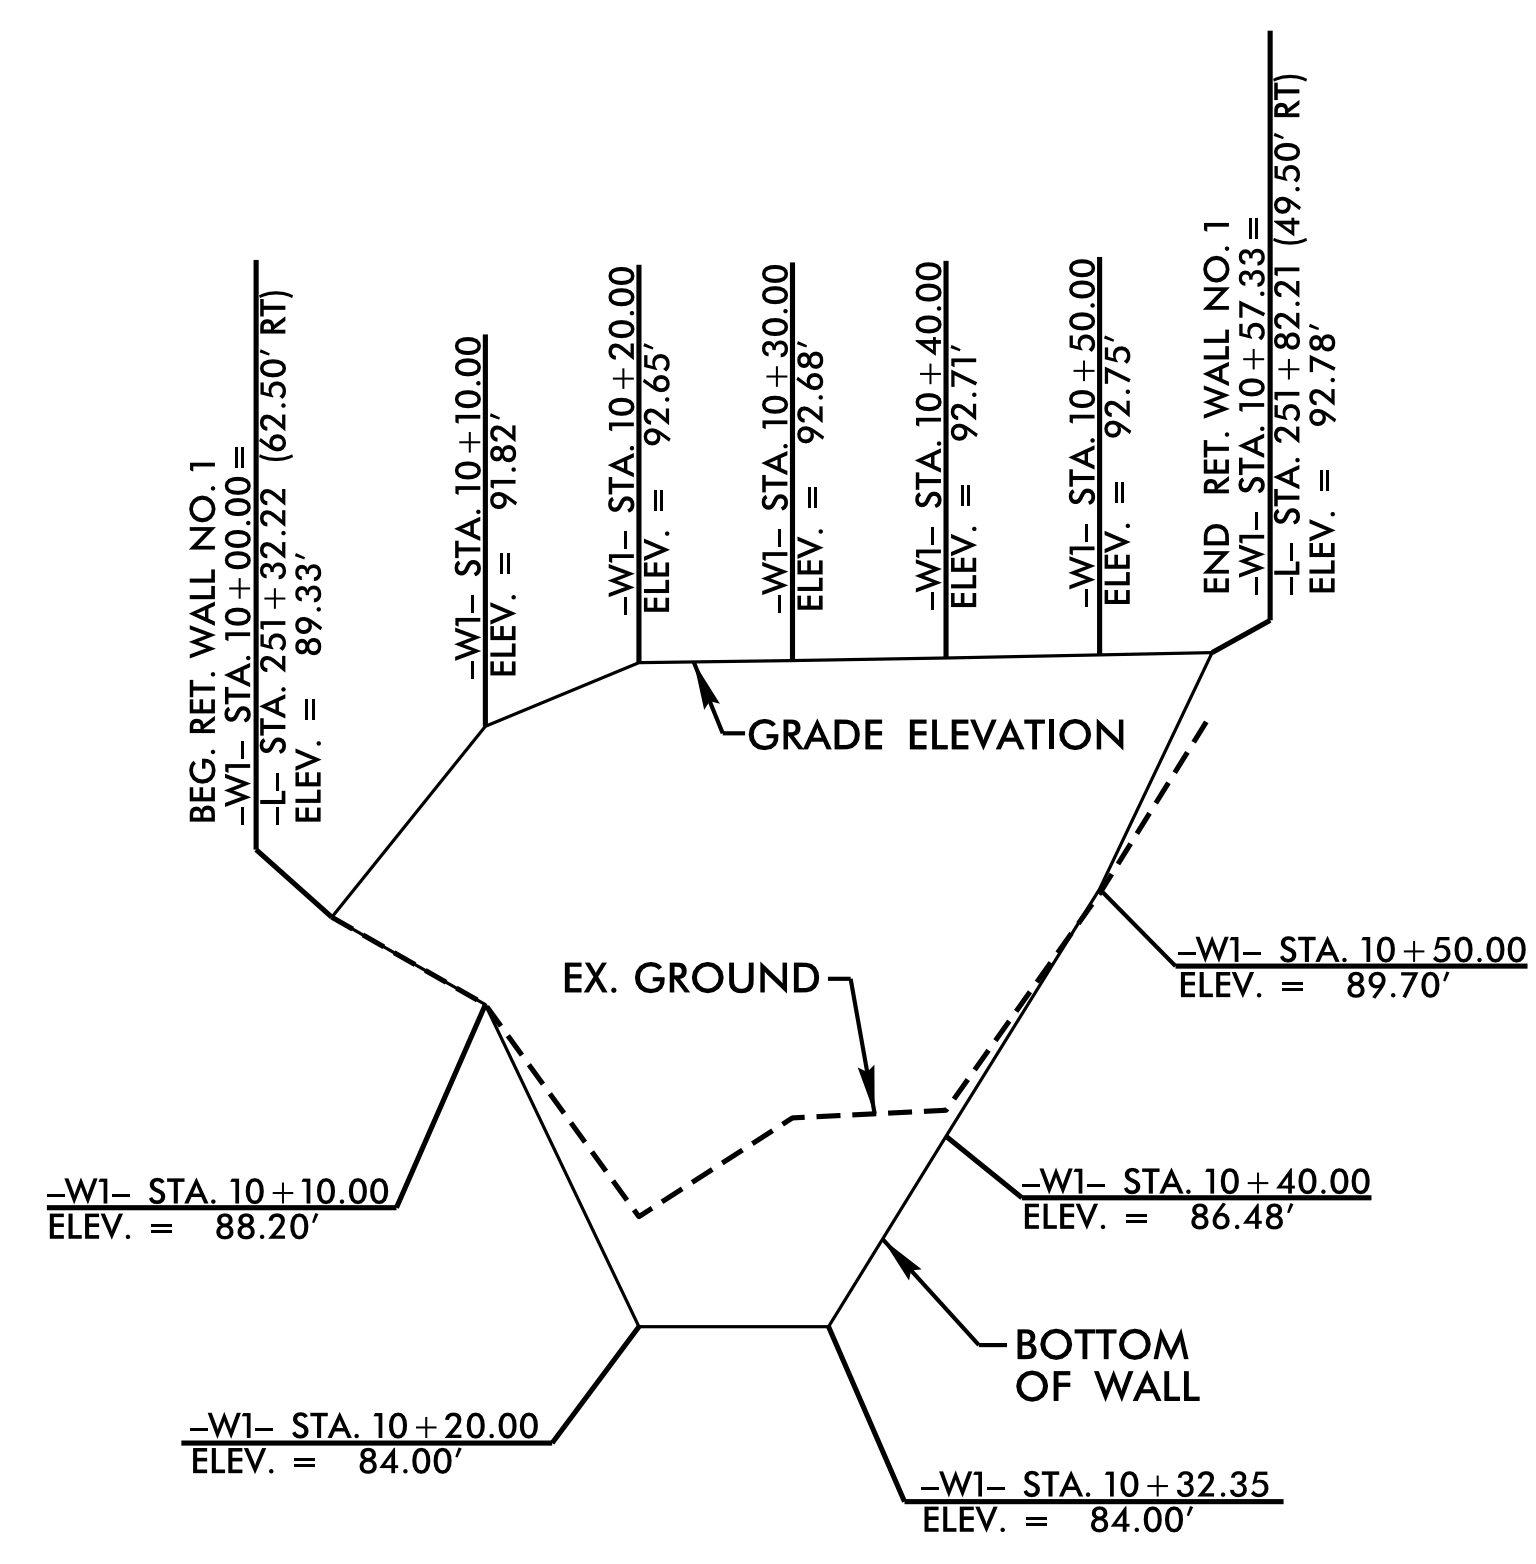 BEG. RET. WALL NO. 1
-W1- STA. 10+00.00 =
-L- STA. 251+32.22 (62.50' RT)
ELEV. = 89.33'
-W1- STA. 10+10.00
ELEV. = 91.82'
-W1- STA. 10+20.00
ELEV. = 92.65'
-W1- STA. 10+30.00
ELEV. = 92.68'
-W1- STA. 10+40.00
ELEV. = 92.71'
-W1- STA. 10+50.00
ELEV. = 92.75'
END RET. WALL NO. 1
-W1- STA. 10+57.33 =
-L- STA. 251+82.21 (49.50' RT)
ELEV. = 92.78'
GRADE ELEVATION
EX. GROUND
-W1- STA. 10+50.00
ELEV. = 89.70'
-W1- STA. 10+10.00
ELEV. = 88.20'
-W1- STA. 10+40.00
ELEV. = 86.48'
BOTTOM
OF WALL
-W1- STA. 10+20.00
ELEV. = 84.00'
-W1- STA. 10+32.35
ELEV. = 84.00'